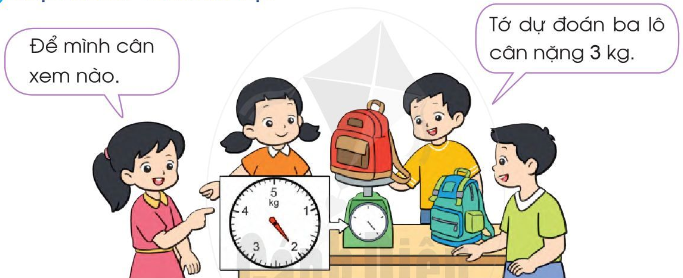 Để mình cân
xem nào.
Tớ dự đoán ba lô
cân nặng 3 kg.
5
kg
4
1
3
2